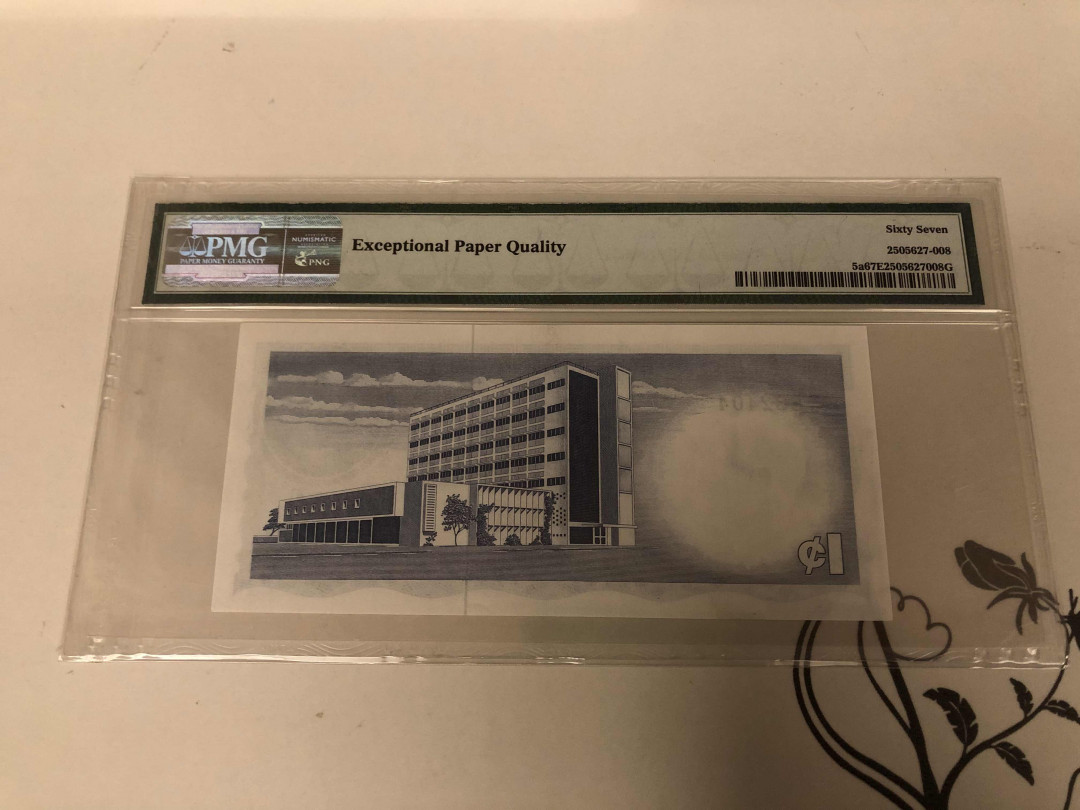 PMG
PAPER MONEY GUARANTY
NUMISMATIC
PNG
Exceptional Paper Quality
Sixty Seven
2505627-008
5a67E2505627008G
¢1